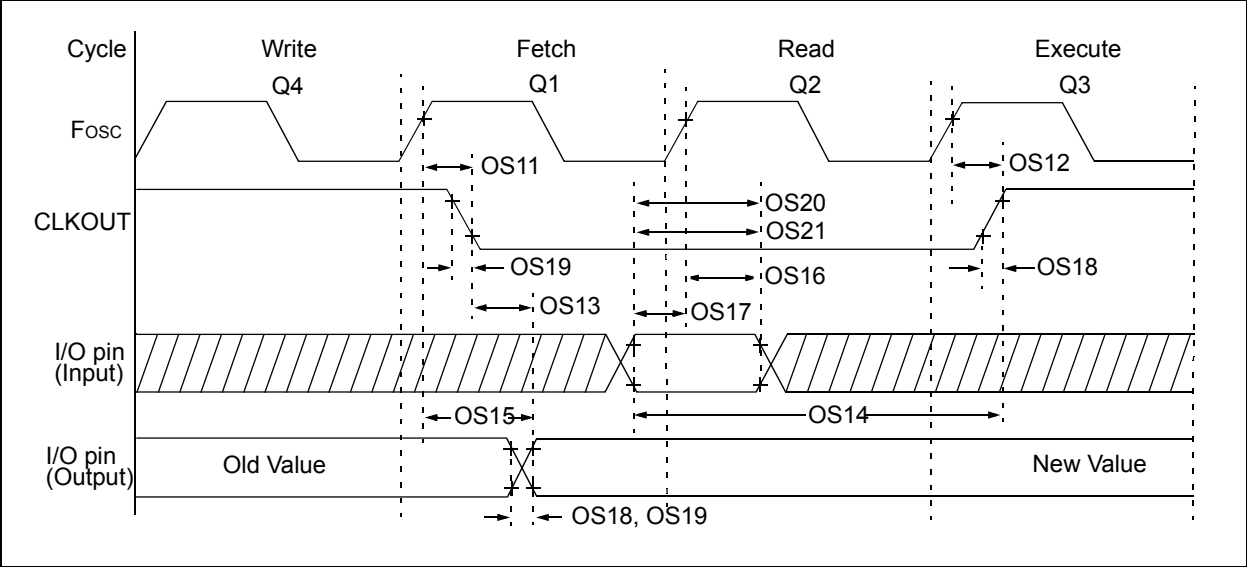 Cycle Write Fetch Read Execute
Q4 Q1 Q2 Q3
Fosc
OS11 OS12
OS20
CLKOUT
OS21
OS19 OS16 OS18
OS13 OS17
I/O pin
(Input)
OS15 OS14
I/O pin
(Output)
Old Value New Value
OS18, OS19